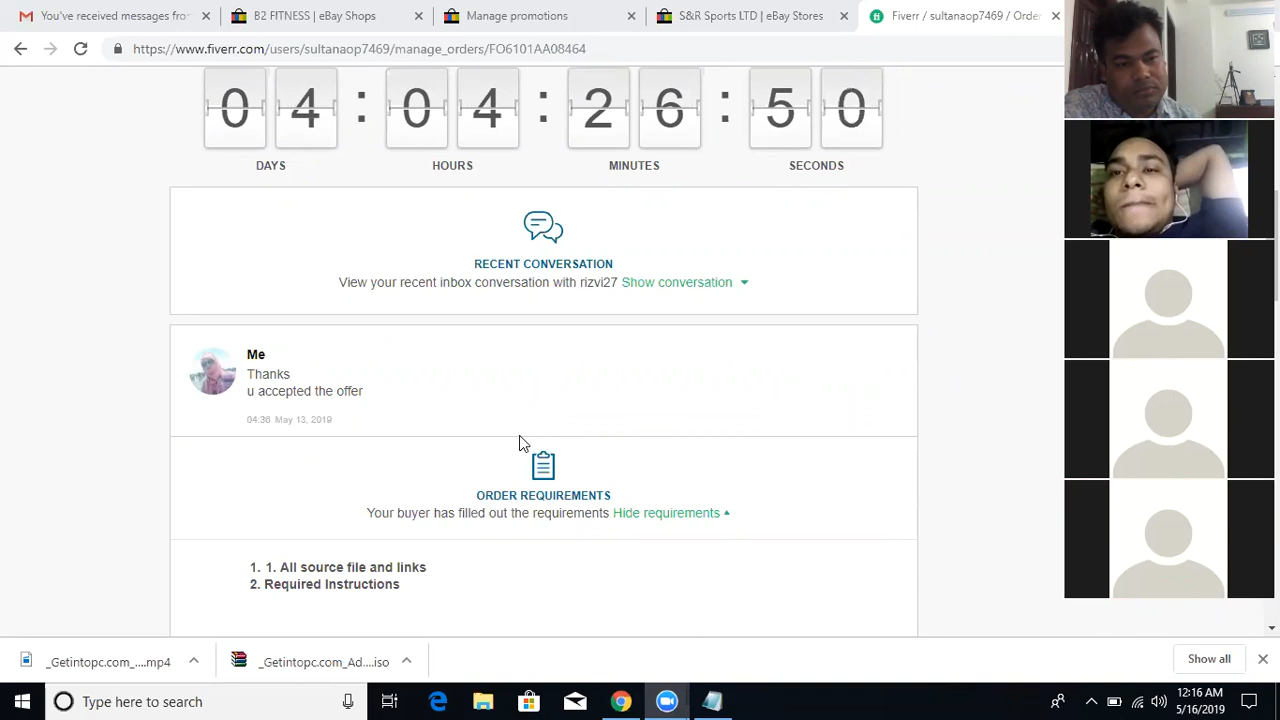 You've received messages from
B2 FITNESS | eBay Shops
Manage promotions
S&R Sports LTD | eBay Stores
Fiverr / sultanaop7469 / Order
https://www.fiverr.com/users/sultanaop7469/manage_orders/FO6101AA08464
0 4 : 0 4 : 2 6 : 5 0
DAYS HOURS MINUTES SECONDS
RECENT CONVERSATION
View your recent inbox conversation with rizvi27 Show conversation
Me
Thanks
u accepted the offer
04:36 May 13, 2019
ORDER REQUIREMENTS
Your buyer has filled out the requirements Hide requirements
1. 1. All source file and links
2. Required Instructions
_Getintopc.com_....mp4
_Getintopc.com_Ad....iso
Show all
Type here to search
12:16 AM
5/16/2019